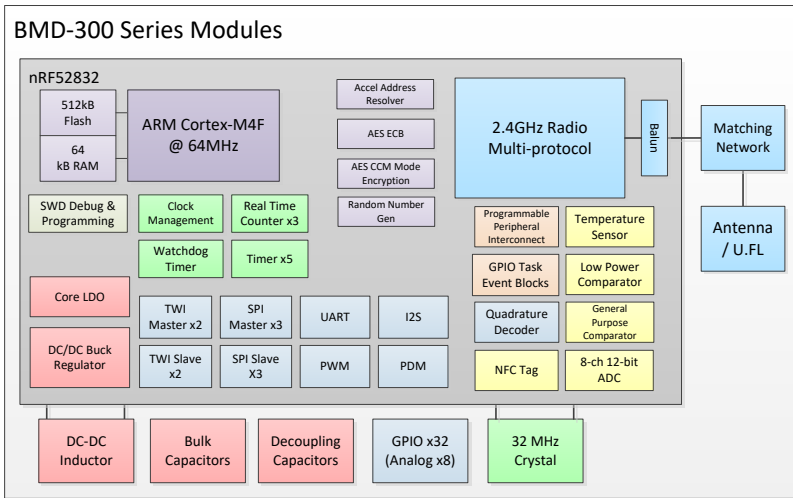 BMD-300 Series Modules
nRF52832
512kB
Flash
64
kB RAM
ARM Cortex-M4F
@ 64MHz
Accel Address
Resolver
AES ECB
AES CCM Mode
Encryption
Random Number
Gen
2.4GHz Radio
Multi-protocol
Balun
Matching
Network
Antenna
/ U.FL
SWD Debug &
Programming
Clock
Management
Real Time
Counter x3
Watchdog
Timer
Timer x5
Programmable
Peripheral
Interconnect
Temperature
Sensor
GPIO Task
Event Blocks
Low Power
Comparator
Quadrature
Decoder
General
Purpose
Comparator
NFC Tag
8-ch 12-bit
ADC
Core LDO
DC/DC Buck
Regulator
TWI
Master x2
SPI
Master x3
UART
I2S
TWI Slave
x2
SPI Slave
X3
PWM
PDM
DC-DC
Inductor
Bulk
Capacitors
Decoupling
Capacitors
GPIO x32
(Analog x8)
32 MHz
Crystal